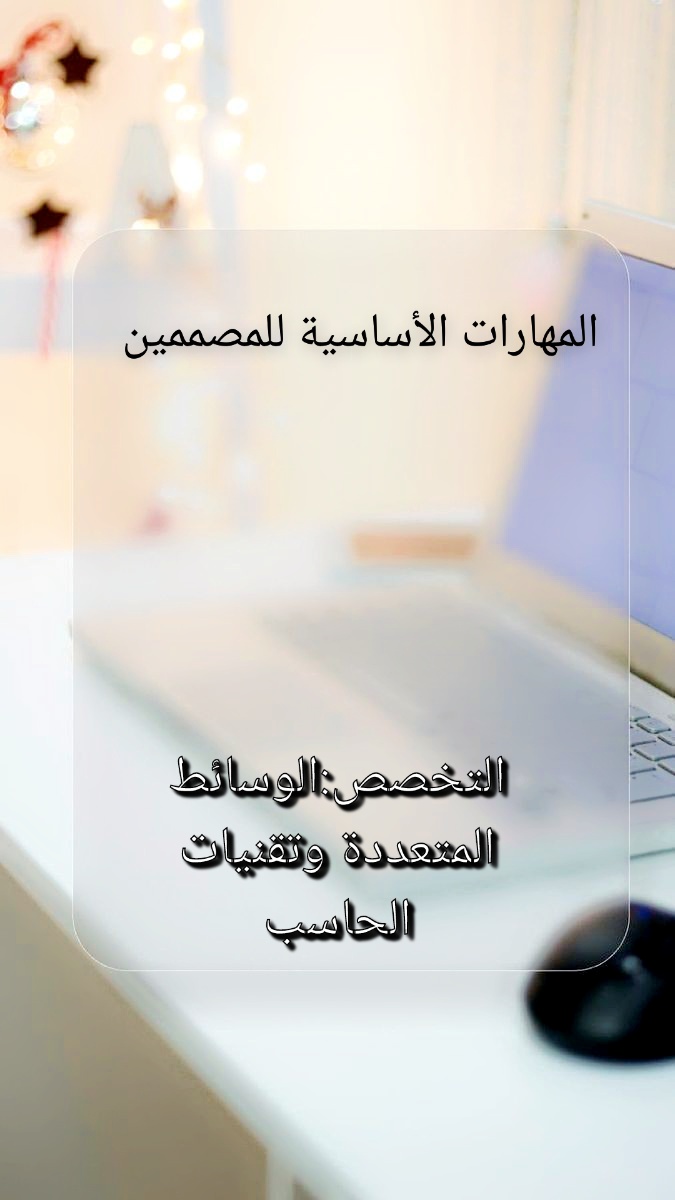 المهارات الأساسية للمصممين
التخصص:الوسائط
المتعددة وتقنيات
الحاسب